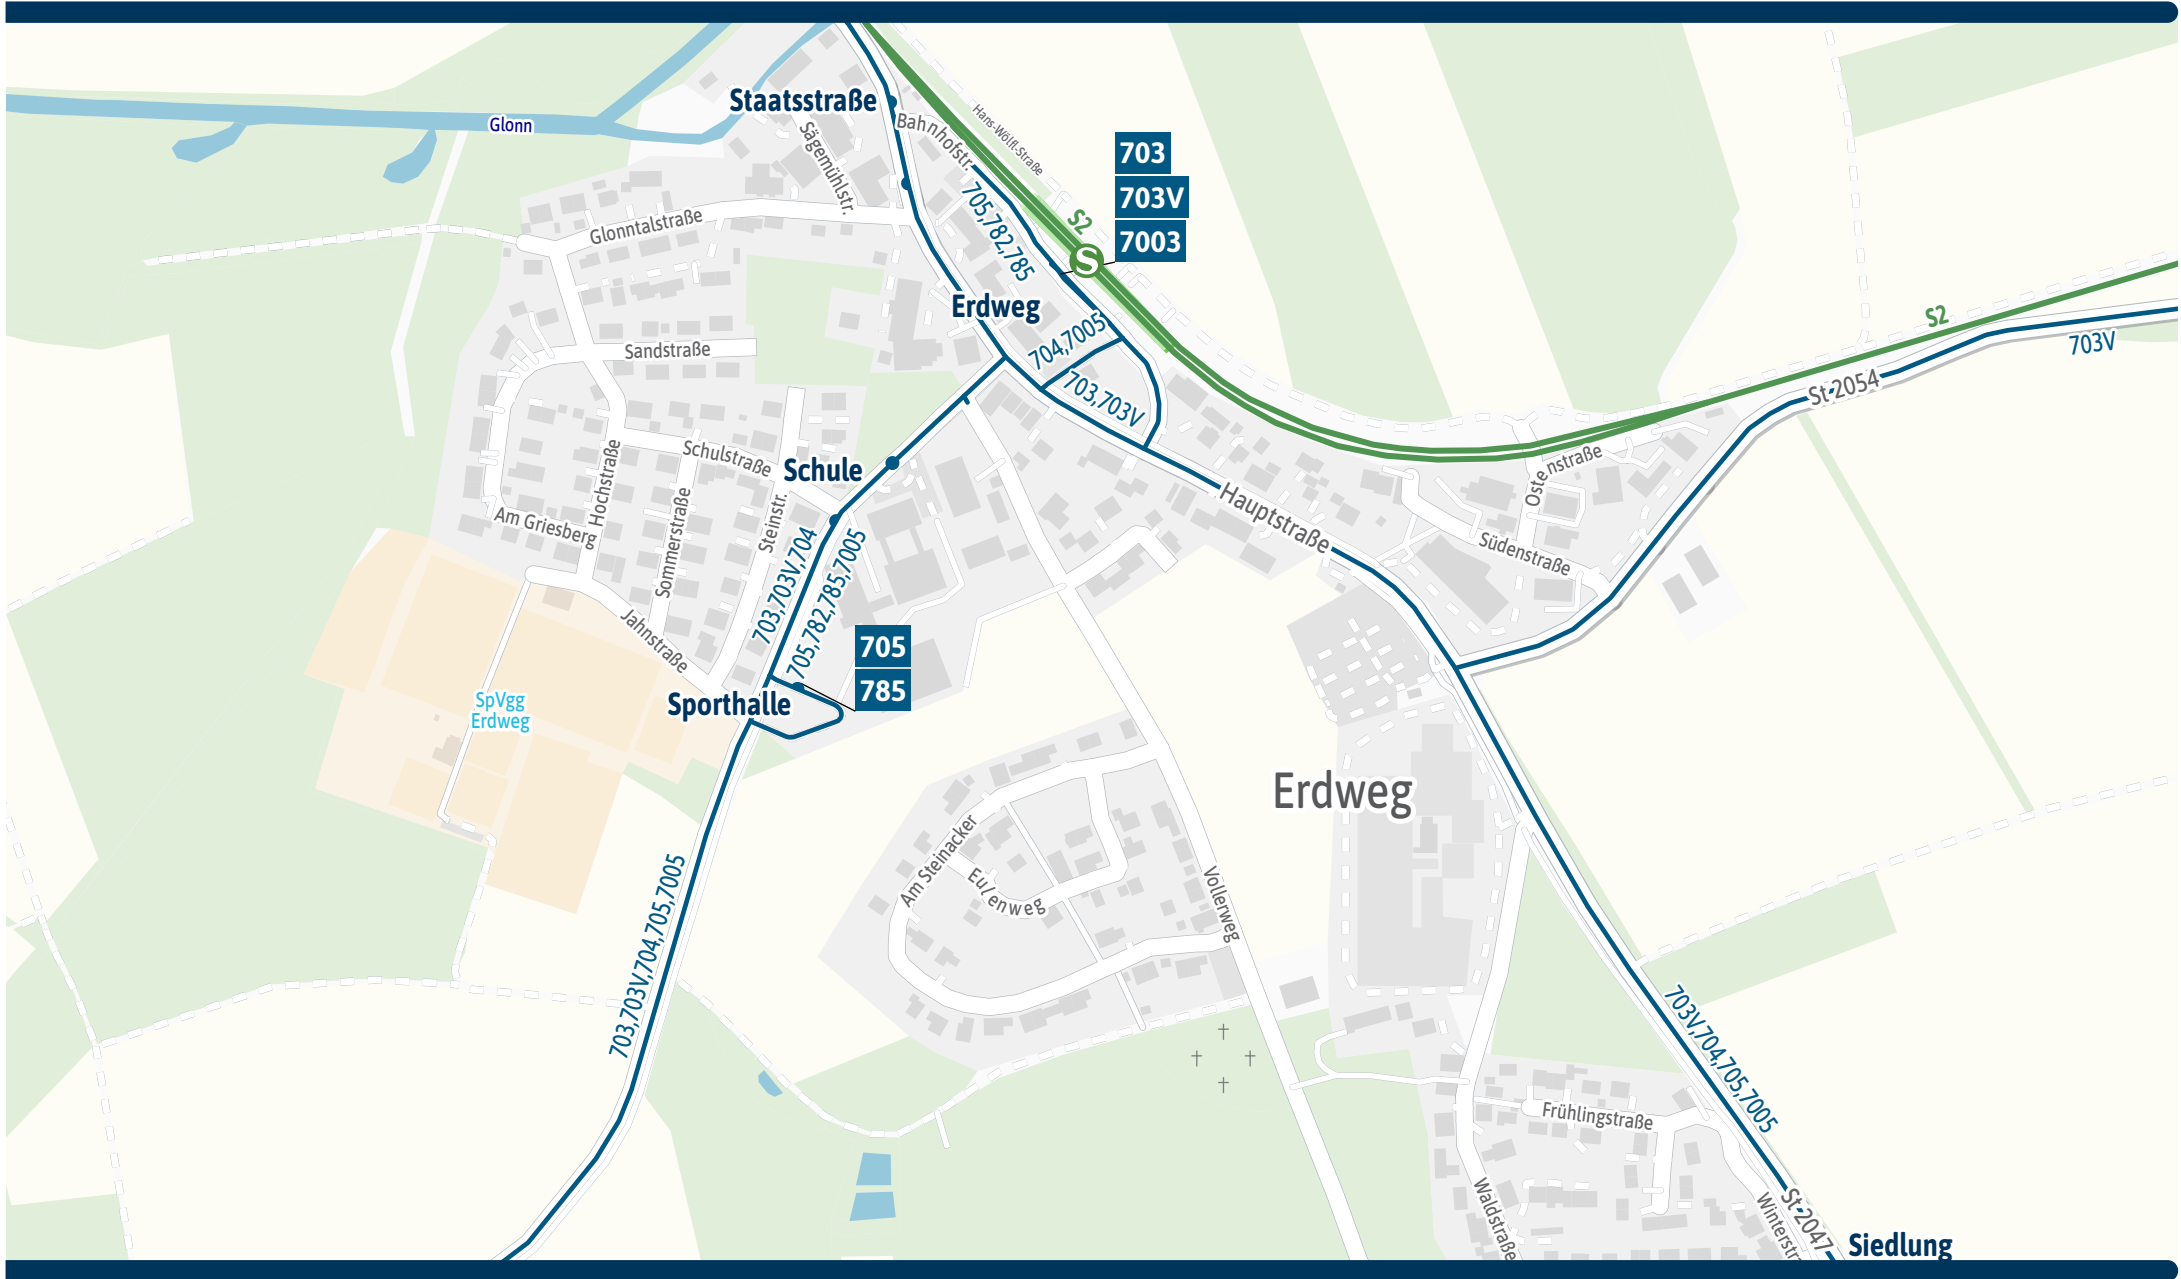 Staatsstraße
Glonn
Bahnhofstr.
Hans-Wölfl-Straße
Sägemühlstr.
703
703V
7003
S2
S
705,782,785
Glonntalstraße
Erdweg
S2
703V
704,7005
703,703V
St 2054
Sandstraße
Schulstraße
Schule
Hochstraße
Steinstr.
Sommerstraße
Am Griesberg
Hauptstraße
Ostenstraße
Südenstraße
703,703V,704
705,782,785,7005
Jahnstraße
705
785
Sporthalle
SpVgg
Erdweg
Erdweg
Am Steinacker
Eulenweg
Vollerweg
703,703V,704,705,7005
703V,704,705,7005
Frühlingstraße
Waldstraße
Winterstr.
St 2047
Siedlung